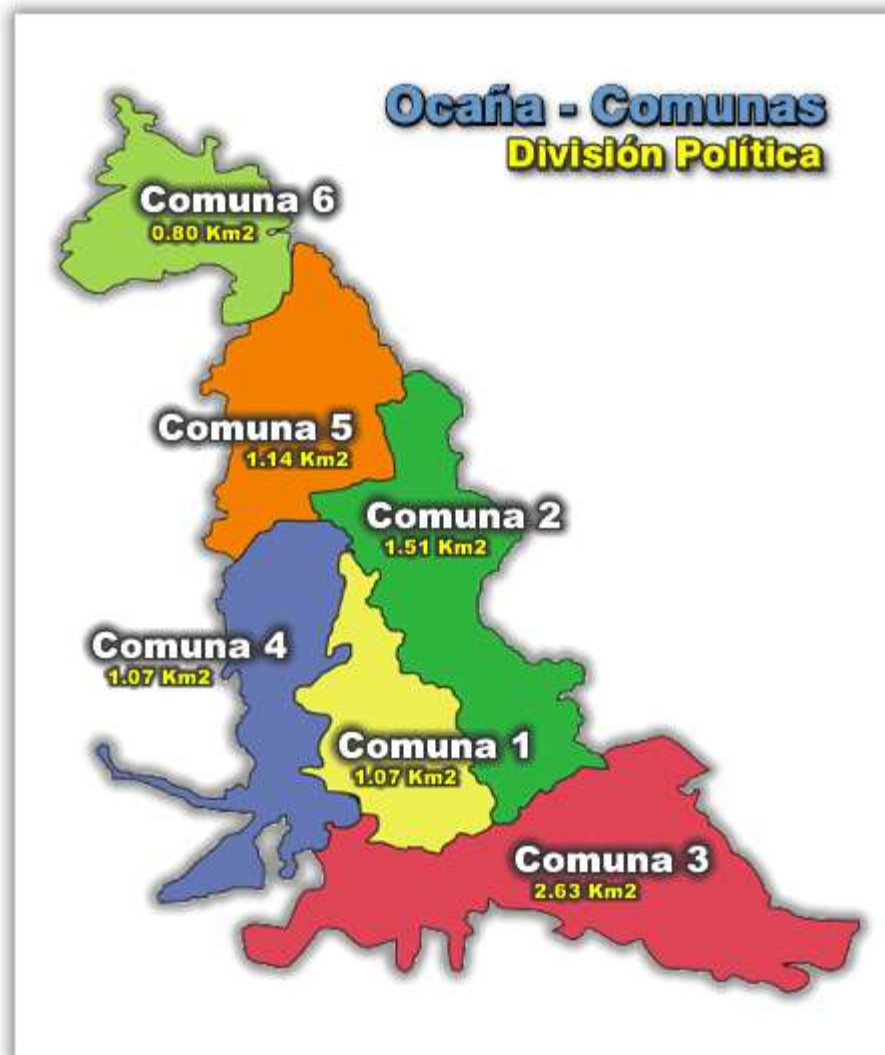 Ocaña - Comunas
División Política
Comuna 6
0.80 Km2
Comuna 5
1.14 Km2
Comuna 2
1.51 Km2
Comuna 4
1.07 Km2
Comuna 1
1.07 Km2
Comuna 3
2.63 Km2